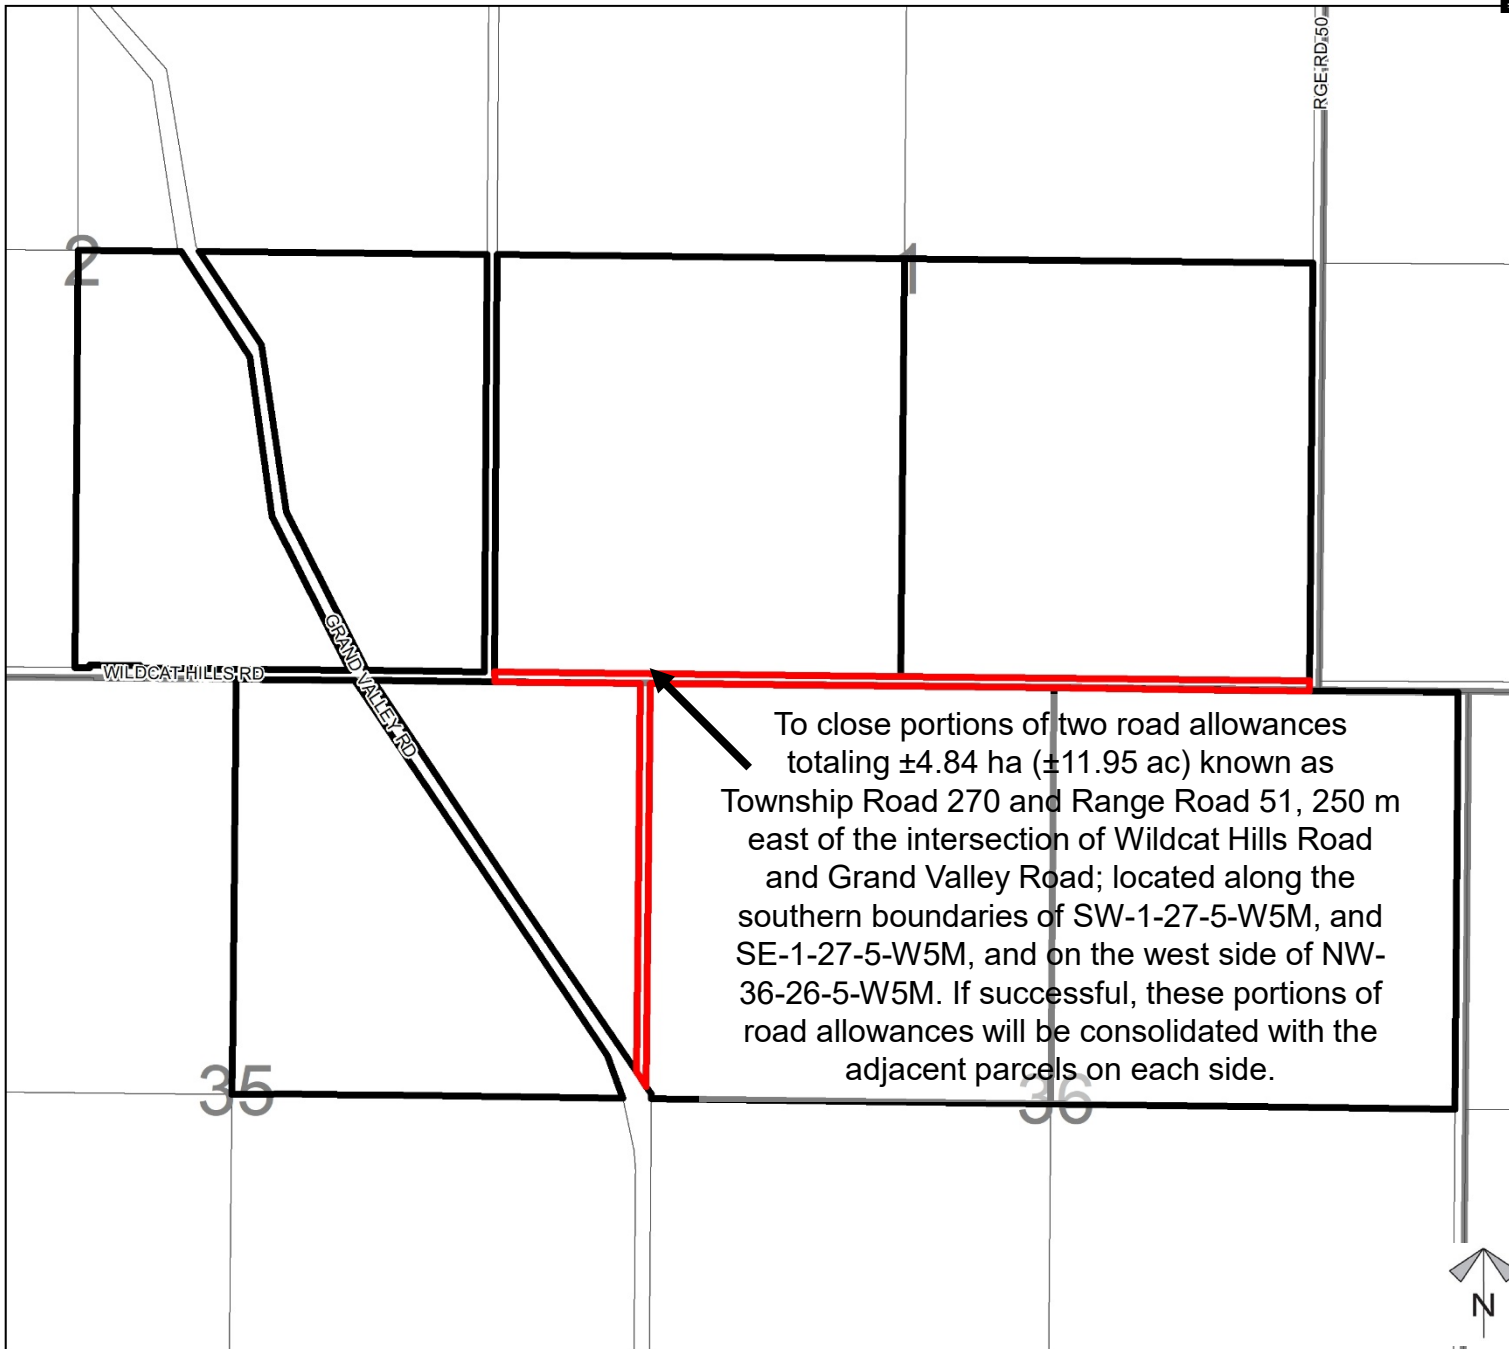 RGE RD 50
2
1
WILDCAT HILLS RD
GRAND VALLEY RD
To close portions of two road allowances
totaling ±4.84 ha (±11.95 ac) known as
Township Road 270 and Range Road 51, 250 m
east of the intersection of Wildcat Hills Road
and Grand Valley Road; located along the
southern boundaries of SW-1-27-5-W5M, and
SE-1-27-5-W5M, and on the west side of NW-
36-26-5-W5M. If successful, these portions of
road allowances will be consolidated with the
adjacent parcels on each side.
35
36
N